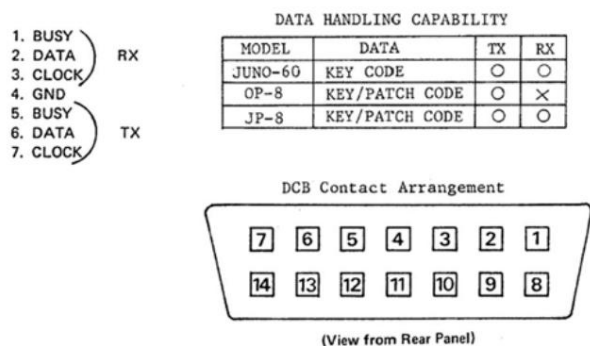 1. BUSY
2. DATA RX
3. CLOCK
4. GND
5. BUSY
6. DATA TX
7. CLOCK
DATA HANDLING CAPABILITY
MODEL DATA TX RX
JUNO-60 KEY CODE ○ ○
OP-8 KEY/PATCH CODE ○ ×
JP-8 KEY/PATCH CODE ○ ○
DCB Contact Arrangement
7 6 5 4 3 2 1
14 13 12 11 10 9 8
(View from Rear Panel)